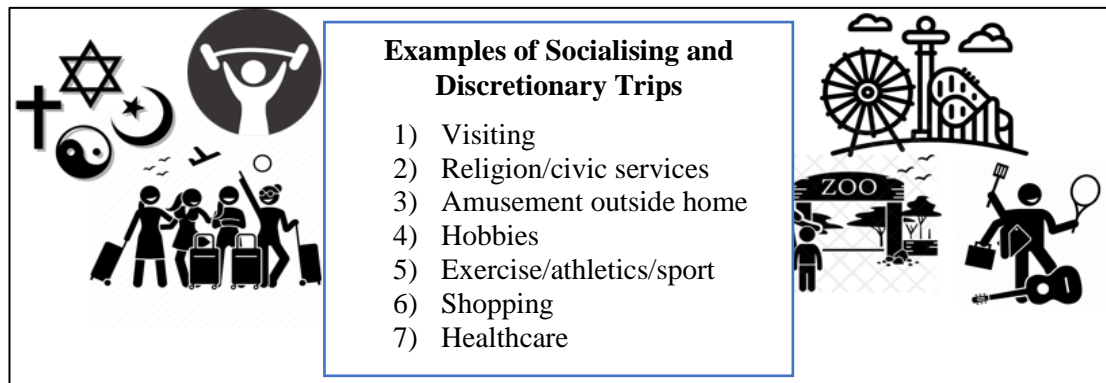 Examples of Socialising and
Discretionary Trips
1) Visiting
2) Religion/civic services
3) Amusement outside home
4) Hobbies
5) Exercise/athletics/sport
6) Shopping
7) Healthcare
ZOO